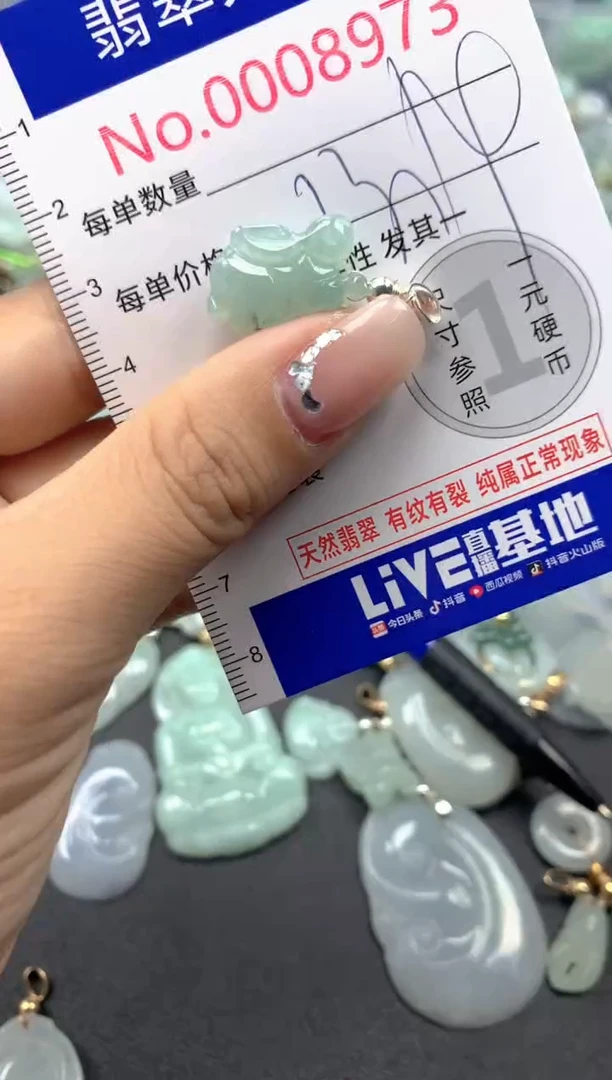 翡翠
No.0008973
1
2
每单数量
3
每单价格
性 发其一
4
一元硬币
尺寸参照
1
天然翡翠 有纹有裂 纯属正常现象
7
LiVE直播基地
今日头条 抖音 西瓜视频 抖音火山版
8